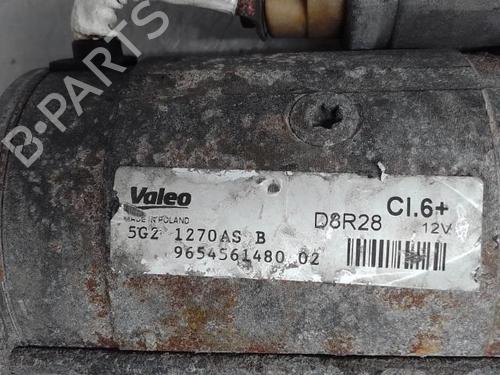 B-PARTS
Valeo
MADE IN POLAND
5G2 1270AS B
9654561480 02
D8R28
Cl.6+
12V